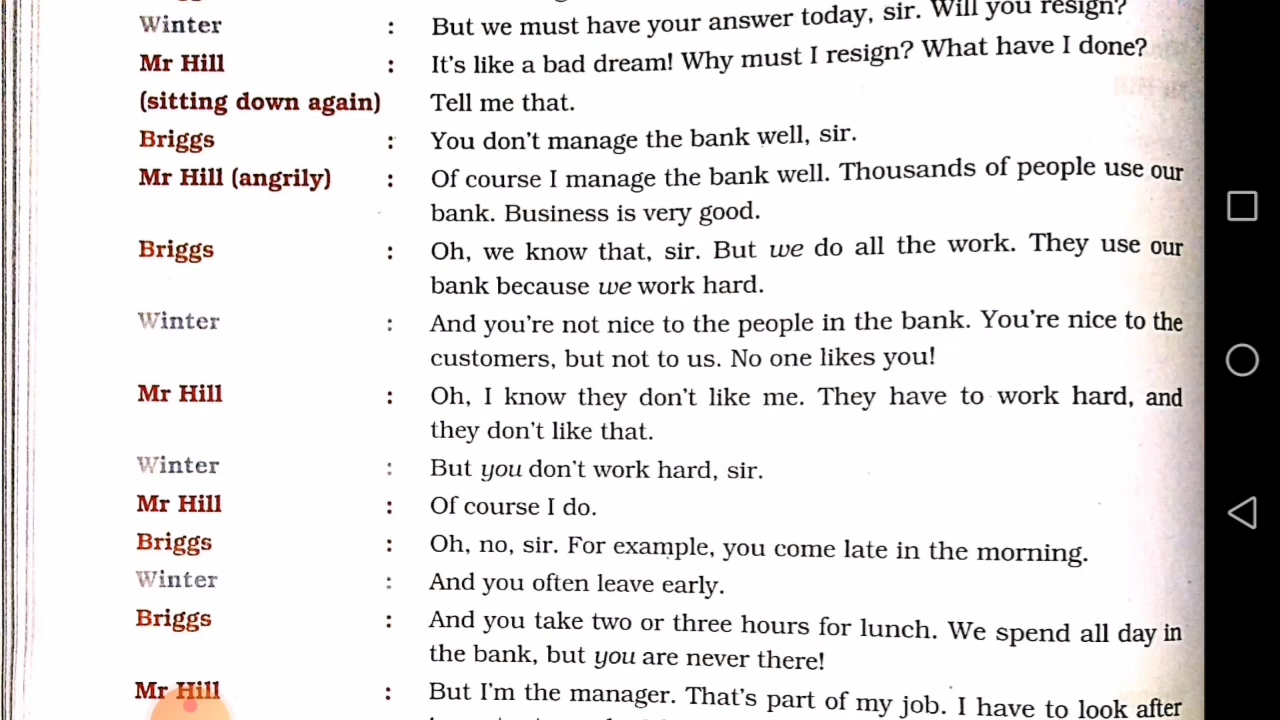 Winter : But we must have your answer today, sir. Will you resign?
Mr Hill : It's like a bad dream! Why must I resign? What have I done?
(sitting down again) Tell me that.
Briggs : You don't manage the bank well, sir.
Mr Hill (angrily) : Of course I manage the bank well. Thousands of people use our
bank. Business is very good.
Briggs : Oh, we know that, sir. But we do all the work. They use our
bank because we work hard.
Winter : And you're not nice to the people in the bank. You're nice to the
customers, but not to us. No one likes you!
Mr Hill : Oh, I know they don't like me. They have to work hard, and
they don't like that.
Winter : But you don't work hard, sir.
Mr Hill : Of course I do.
Briggs : Oh, no, sir. For example, you come late in the morning.
Winter : And you often leave early.
Briggs : And you take two or three hours for lunch. We spend all day in
the bank, but you are never there!
Mr Hill : But I'm the manager. That's part of my job. I have to look after